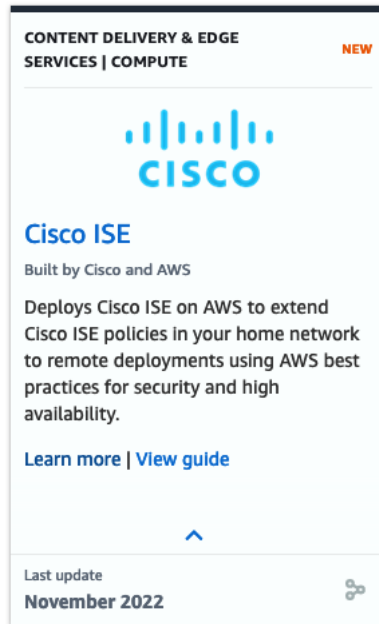 CONTENT DELIVERY & EDGE
SERVICES | COMPUTE
NEW
CISCO
Cisco ISE
Built by Cisco and AWS
Deploys Cisco ISE on AWS to extend
Cisco ISE policies in your home network
to remote deployments using AWS best
practices for security and high
availability.
Learn more | View guide
Last update
November 2022